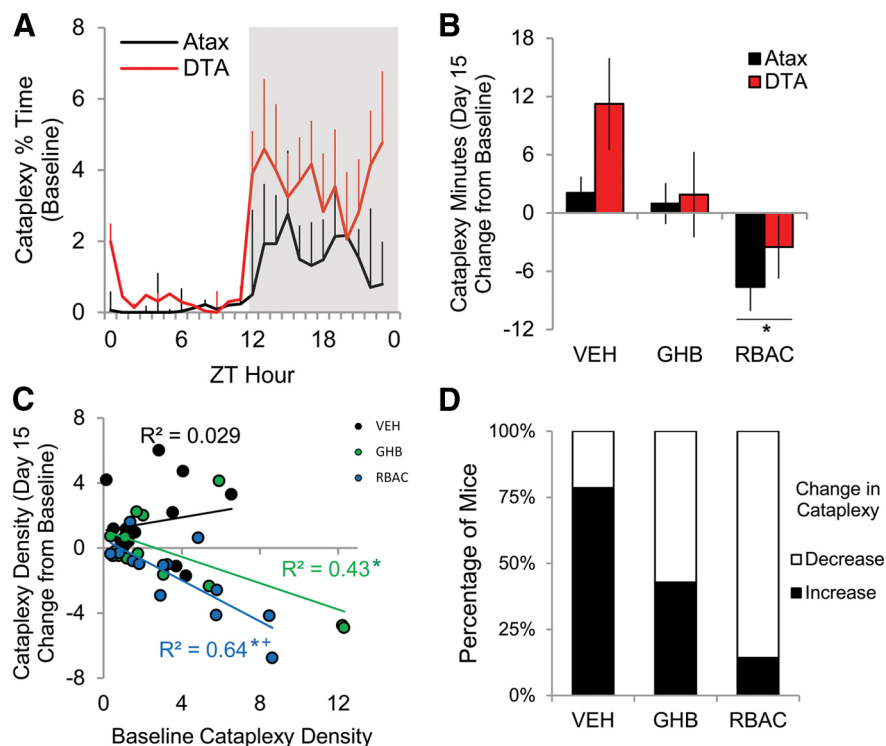 A
Cataplexy % Time
(Baseline)
8
6
4
2
0
Atax
DTA
0
6
12
18
0
ZT Hour
B
Cataplexy Minutes (Day 15
Change from Baseline)
18
12
6
0
-6
-12
Atax
DTA
*
VEH
GHB
RBAC
C
Cataplexy Density (Day 15
Change from Baseline)
8
4
0
-4
-8
R² = 0.029
VEH
GHB
RBAC
R² = 0.43*
R² = 0.64*+
0
4
8
12
Baseline Cataplexy Density
D
Percentage of Mice
100%
75%
50%
25%
0%
Change in
Cataplexy
Decrease
Increase
VEH
GHB
RBAC